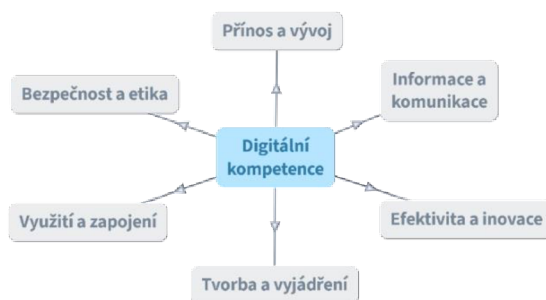 Přínos a vývoj
Informace a
komunikace
Bezpečnost a etika
Digitální
kompetence
Využití a zapojení
Efektivita a inovace
Tvorba a vyjádření